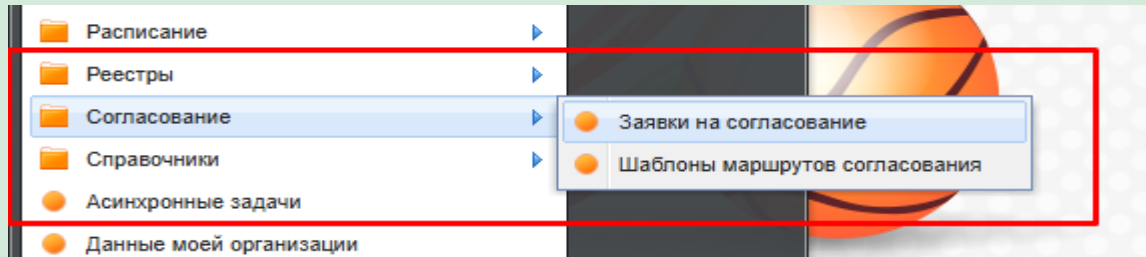 Расписание
Реестры
Согласование
Заявки на согласование
Справочники
Шаблоны маршрутов согласования
Асинхронные задачи
Данные моей организации